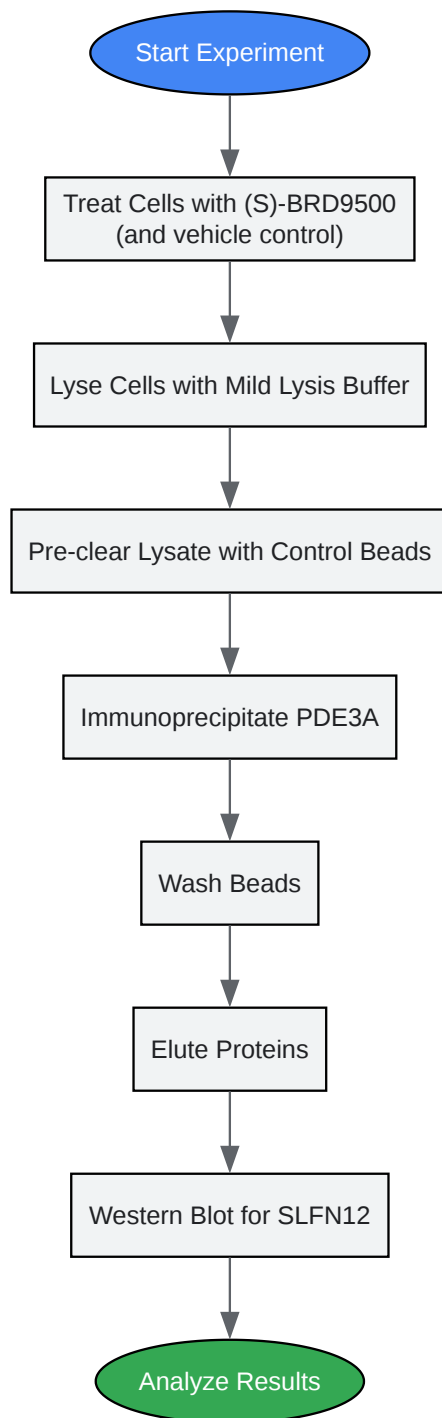 Start Experiment
Treat Cells with (S)-BRD9500
(and vehicle control)
Lyse Cells with Mild Lysis Buffer
Pre-clear Lysate with Control Beads
Immunoprecipitate PDE3A
Wash Beads
Elute Proteins
Western Blot for SLFN12
Analyze Results